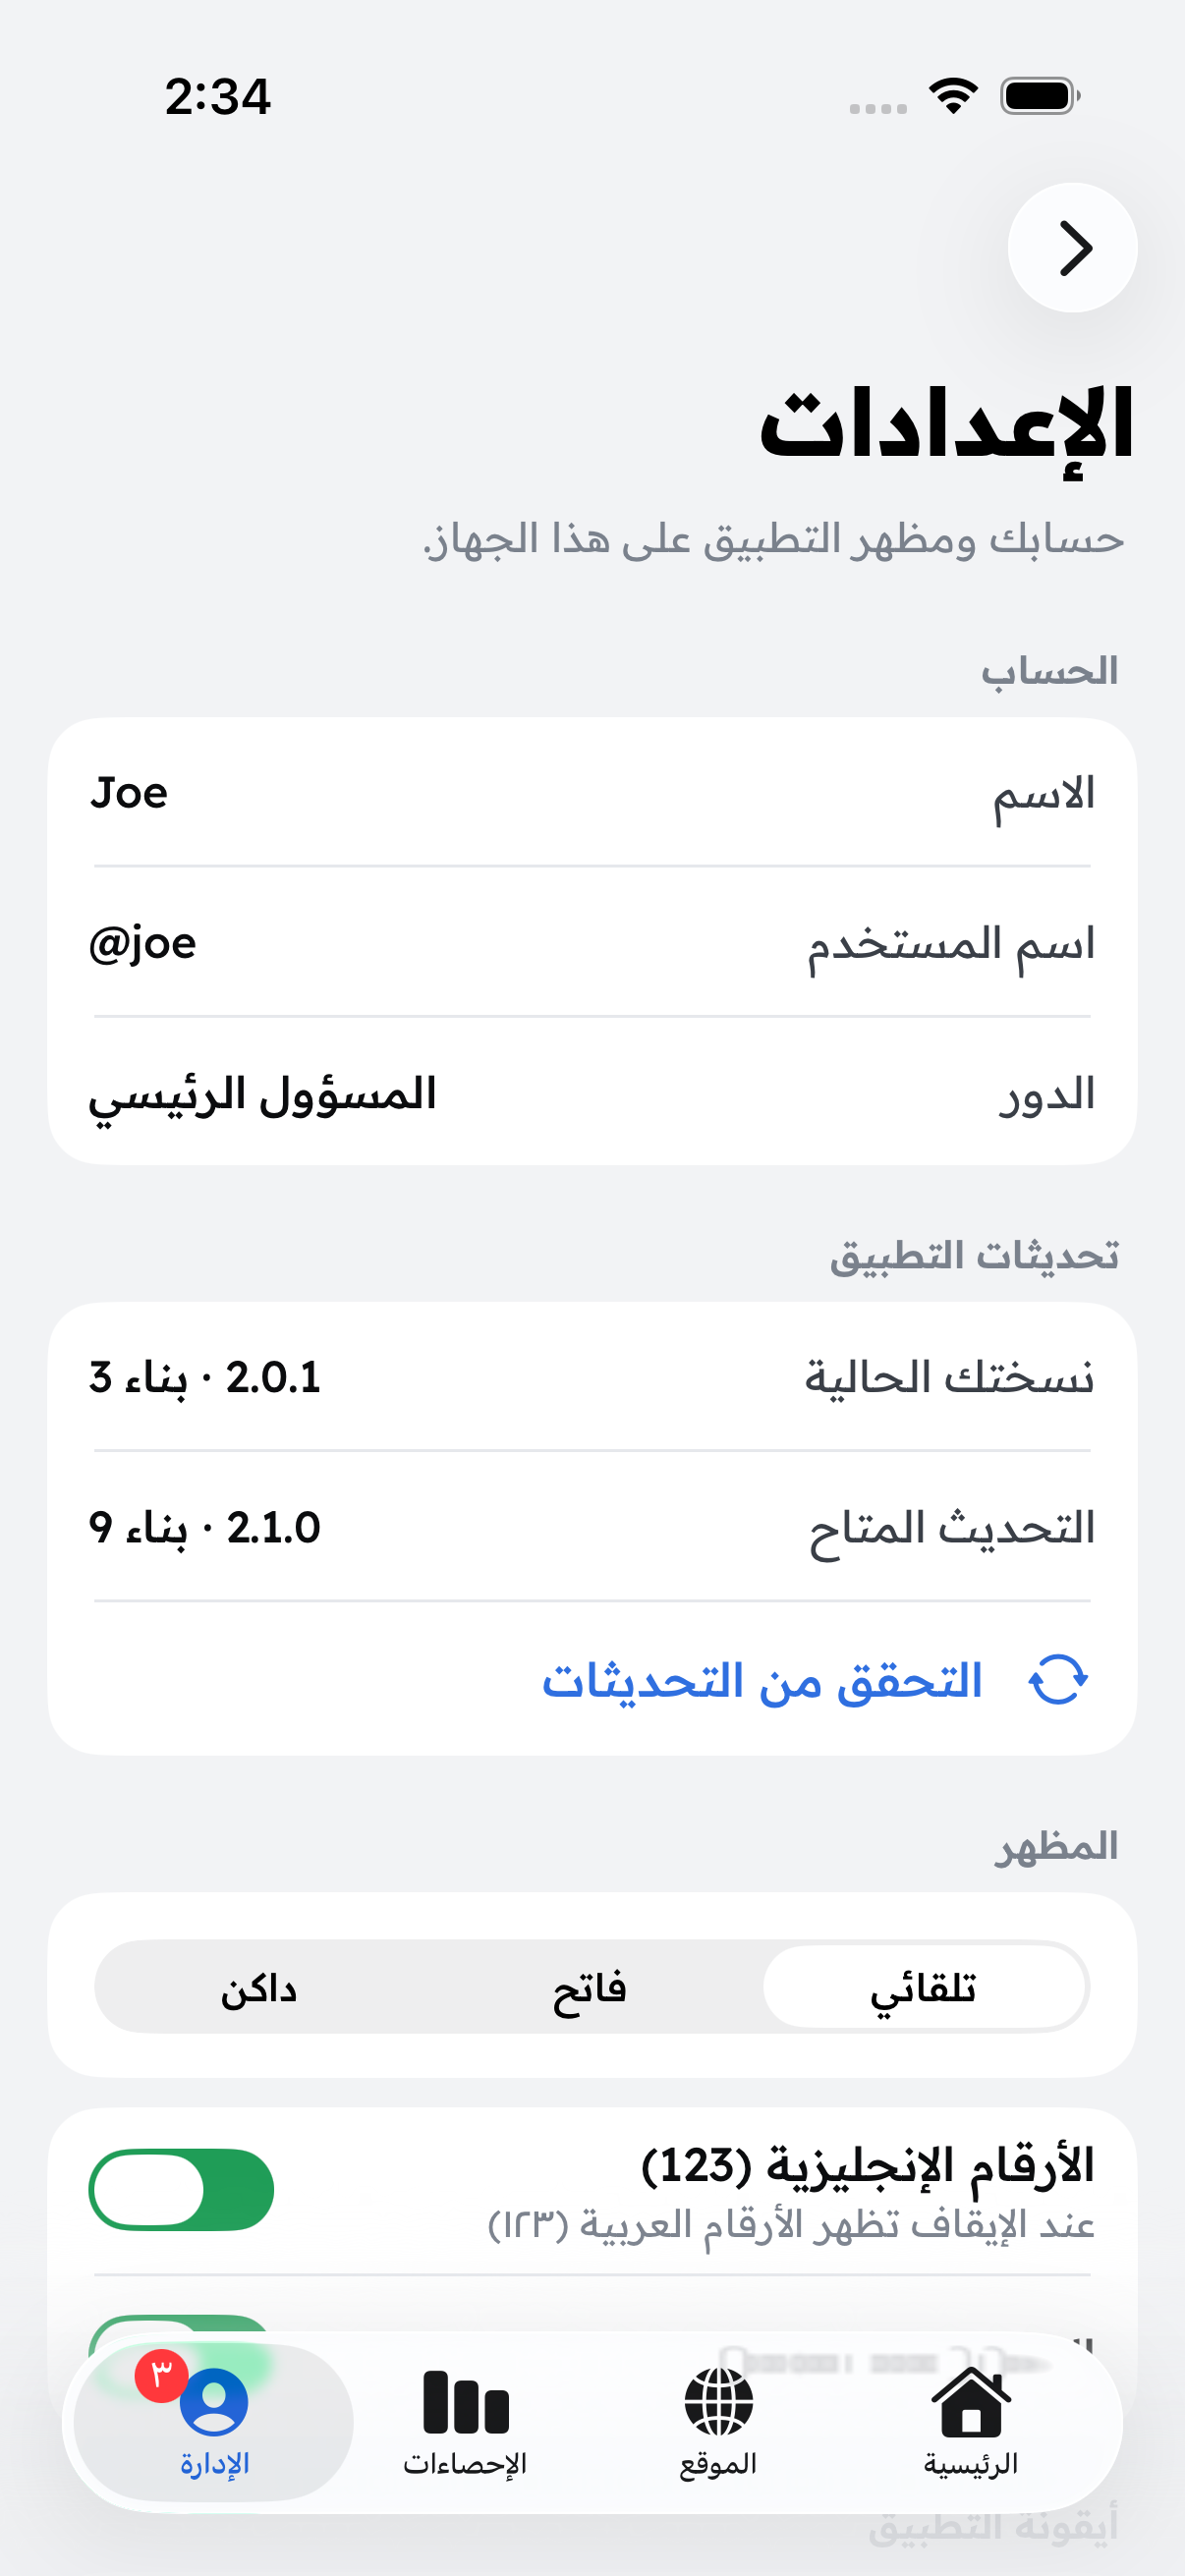 2:34
الإعدادات
حسابك ومظهر التطبيق على هذا الجهاز.
الحساب
الاسم Joe
اسم المستخدم @joe
الدور المسؤول الرئيسي
تحديثات التطبيق
نسختك الحالية 2.0.1 · بناء 3
التحديث المتاح 2.1.0 · بناء 9
التحقق من التحديثات
المظهر
تلقائي فاتح داكن
الأرقام الإنجليزية (123)
عند الإيقاف تظهر الأرقام العربية (١٢٣)
٣
الرئيسية الموقع الإحصاءات الإدارة
أيقونة التطبيق